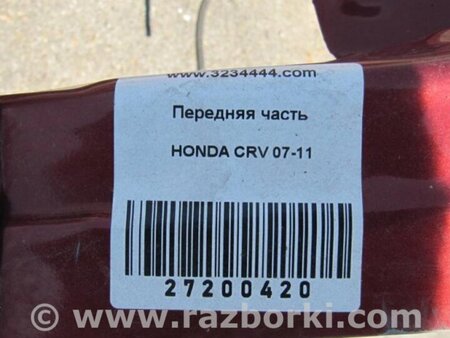 www.3234444.com
Передняя часть
HONDA CRV 07-11
27200420
© www.razborki.com